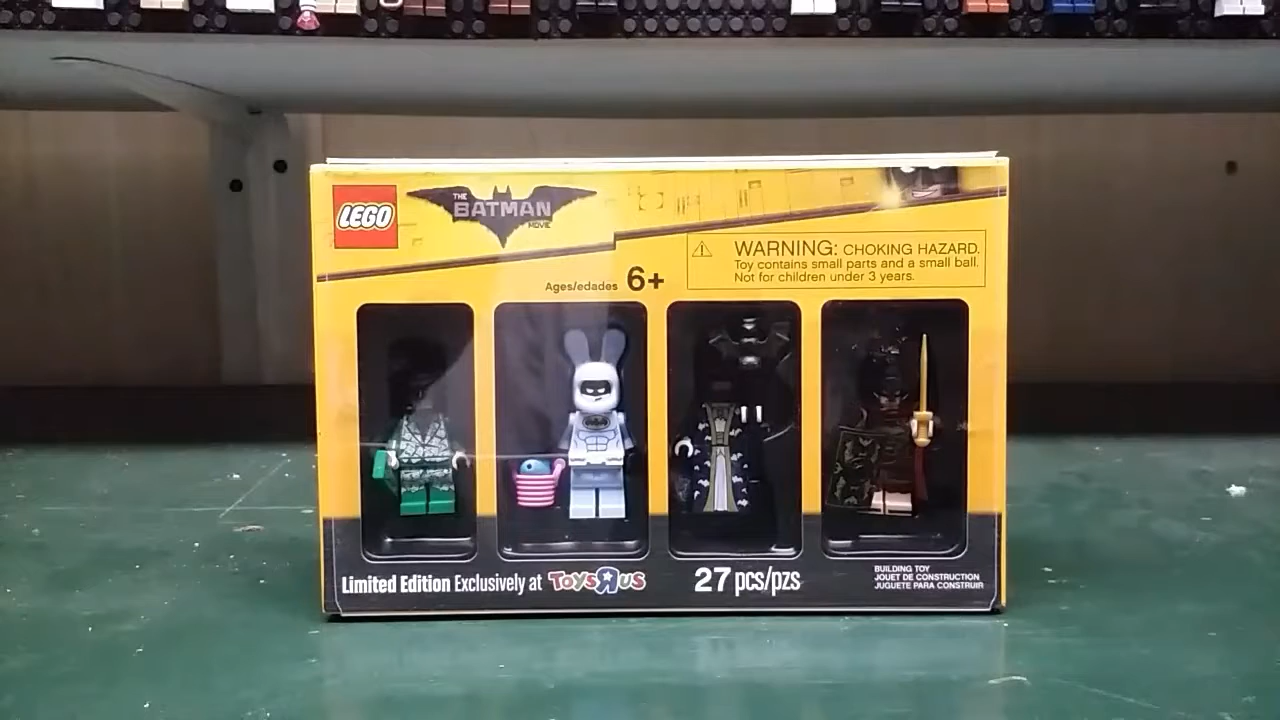 LEGO
THE
BATMAN
MOVIE
WARNING: CHOKING HAZARD.
Toy contains small parts and a small ball.
Not for children under 3 years.
Ages/edades 6+
Limited Edition Exclusively at ToysRUs
27 pcs/pzs
BUILDING TOY
JOUET DE CONSTRUCTION
JUGUETE PARA CONSTRUIR